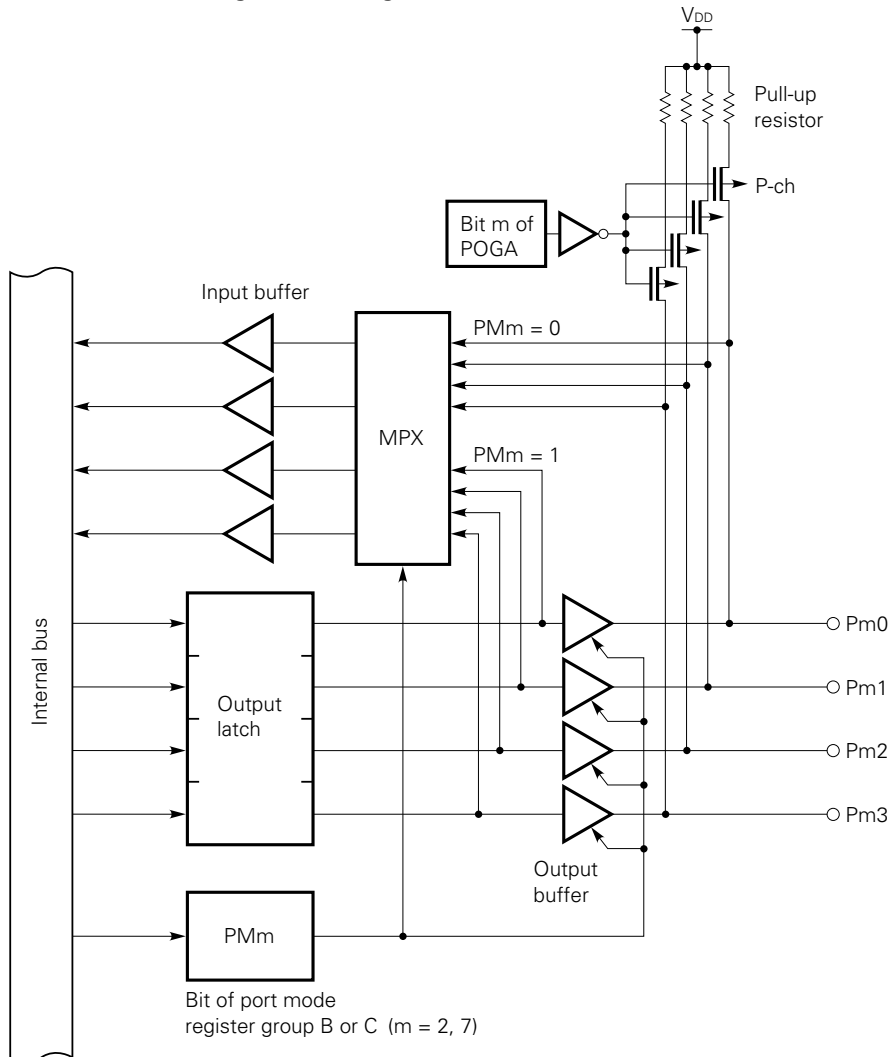 VDD
Pull-up
resistor
P-ch
Bit m of
POGA
Input buffer
PMm = 0
MPX
PMm = 1
Internal bus
Output
latch
Pm0
Pm1
Pm2
Pm3
Output
buffer
PMm
Bit of port mode
register group B or C (m = 2, 7)